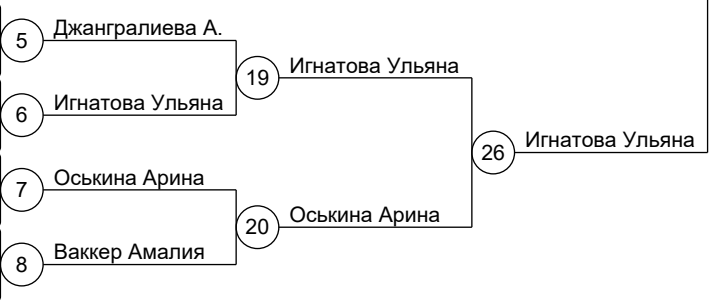 5 Джангралиева А.
19 Игнатова Ульяна
6 Игнатова Ульяна
26 Игнатова Ульяна
7 Оськина Арина
20 Оськина Арина
8 Ваккер Амалия